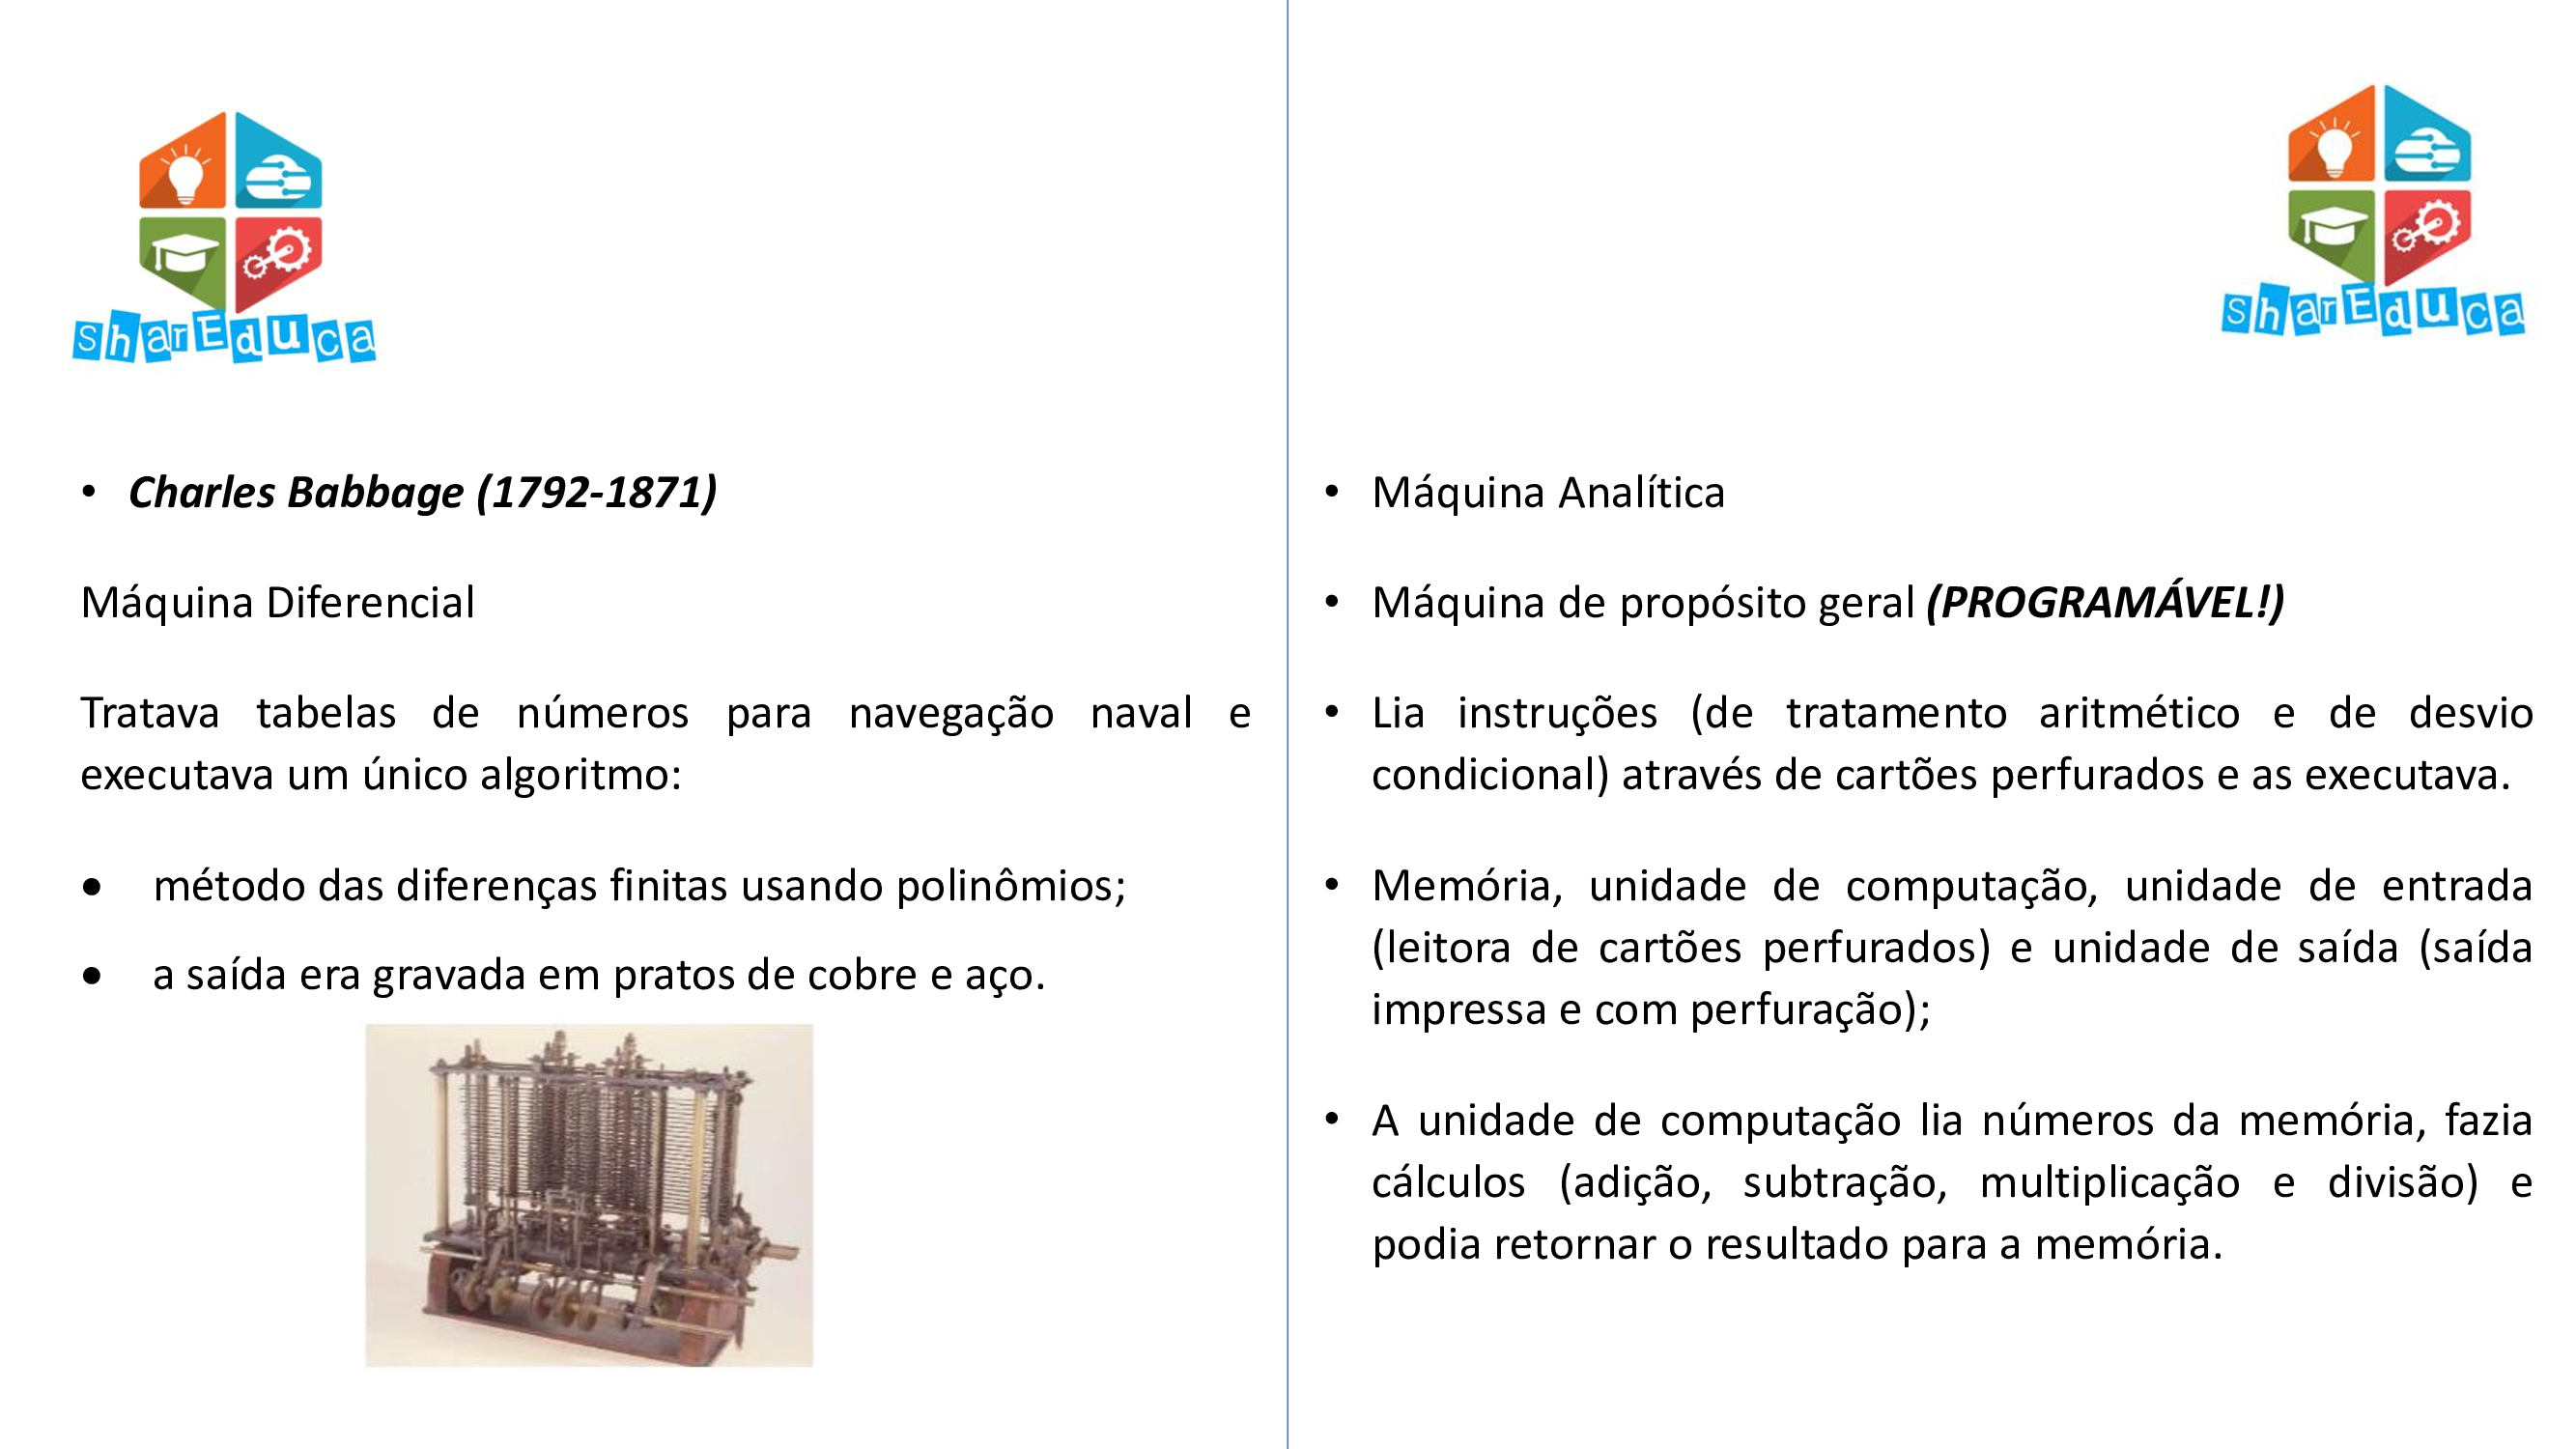 SharEduca
• Charles Babbage (1792-1871)
Máquina Diferencial
Tratava tabelas de números para navegação naval e
executava um único algoritmo:
• método das diferenças finitas usando polinômios;
• a saída era gravada em pratos de cobre e aço.
SharEduca
• Máquina Analítica
• Máquina de propósito geral (PROGRAMÁVEL!)
• Lia instruções (de tratamento aritmético e de desvio
condicional) através de cartões perfurados e as executava.
• Memória, unidade de computação, unidade de entrada
(leitora de cartões perfurados) e unidade de saída (saída
impressa e com perfuração);
• A unidade de computação lia números da memória, fazia
cálculos (adição, subtração, multiplicação e divisão) e
podia retornar o resultado para a memória.